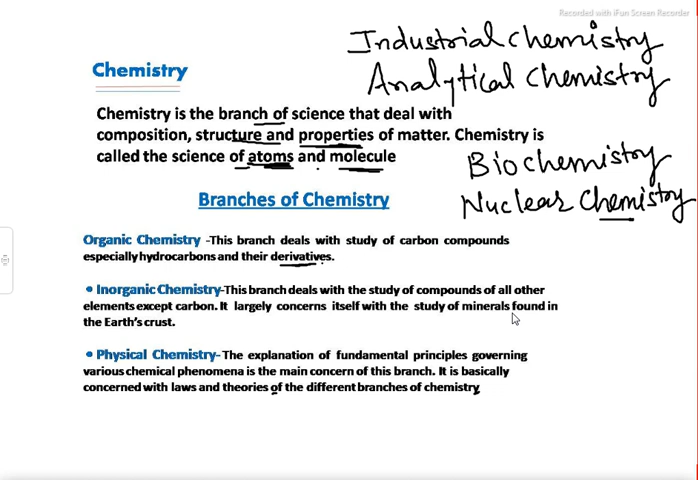 Recorded with iFun Screen Recorder
Industrial chemistry
Chemistry
Analytical chemistry
Chemistry is the branch of science that deal with
composition, structure and properties of matter. Chemistry is
called the science of atoms and molecule
Biochemistry
Branches of Chemistry
Nuclear Chemistry
Organic Chemistry -This branch deals with study of carbon compounds
especially hydrocarbons and their derivatives.
• Inorganic Chemistry-This branch deals with the study of compounds of all other
elements except carbon. It largely concerns itself with the study of minerals found in
the Earth's crust.
• Physical Chemistry- The explanation of fundamental principles governing
various chemical phenomena is the main concern of this branch. It is basically
concerned with laws and theories of the different branches of chemistry